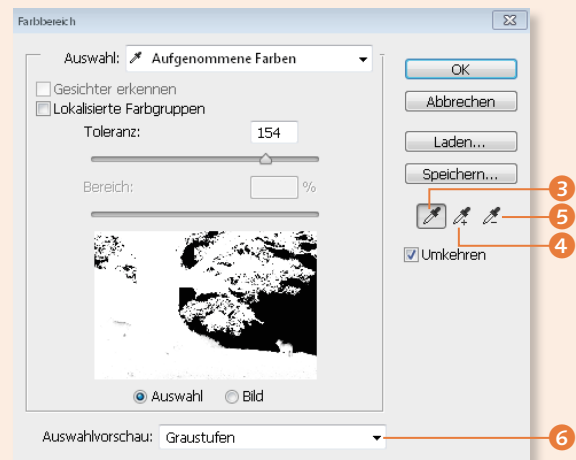 Farbbereich
Auswahl: Aufgenommene Farben
Gesichter erkennen
Lokalisierte Farbgruppen
Toleranz: 154
Bereich: %
Auswahl Bild
Auswahlvorschau: Graustufen
OK
Abbrechen
Laden...
Speichern...
3
5
4
Umkehren
6